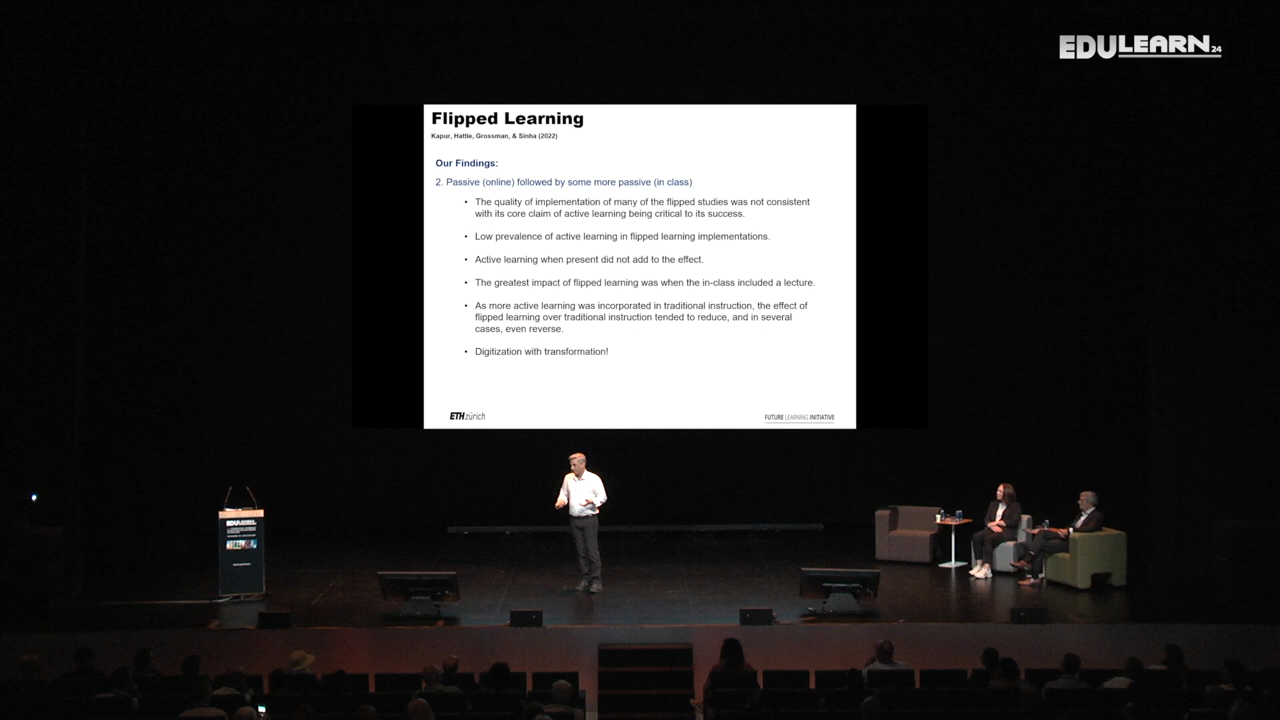 EDULEARN24
Flipped Learning
Kapur, Hattie, Grossman, & Sinha (2022)
Our Findings:
2. Passive (online) followed by some more passive (in class)
• The quality of implementation of many of the flipped studies was not consistent
with its core claim of active learning being critical to its success.
• Low prevalence of active learning in flipped learning implementations.
• Active learning when present did not add to the effect.
• The greatest impact of flipped learning was when the in-class included a lecture.
• As more active learning was incorporated in traditional instruction, the effect of
flipped learning over traditional instruction tended to reduce, and in several
cases, even reverse.
• Digitization with transformation!
ETH zürich
FUTURE LEARNING INITIATIVE
EDULEARN